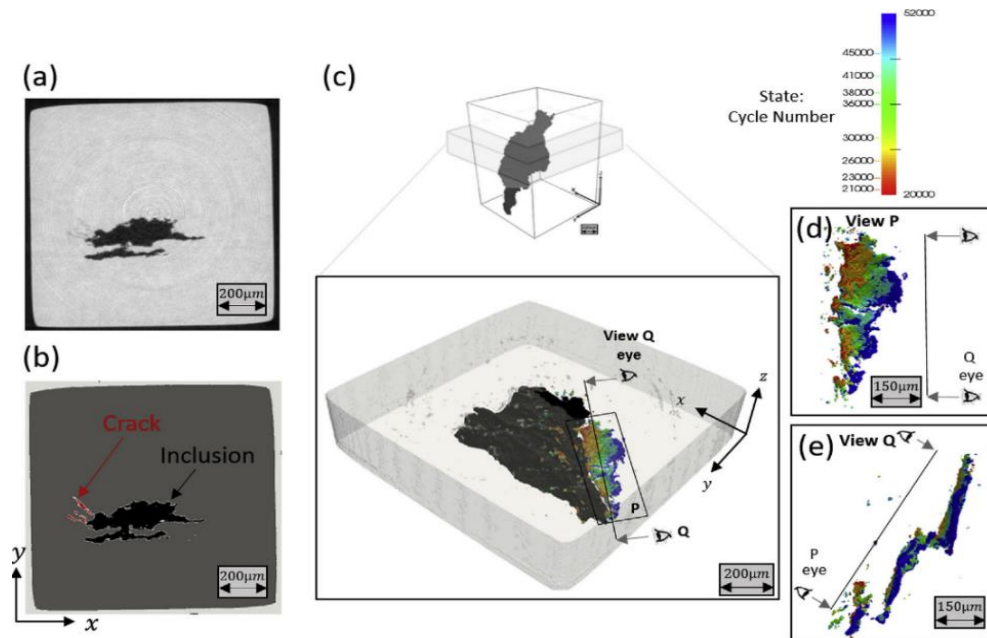 (a)
200μm
(b)
Crack
Inclusion
200μm
y
x
(c)
View Q
eye
x
z
y
P
Q
200μm
State:
Cycle Number
52000
45000
41000
38000
36000
30000
26000
23000
21000
20000
(d)
View P
Q
eye
150μm
(e)
View Q
P
eye
150μm